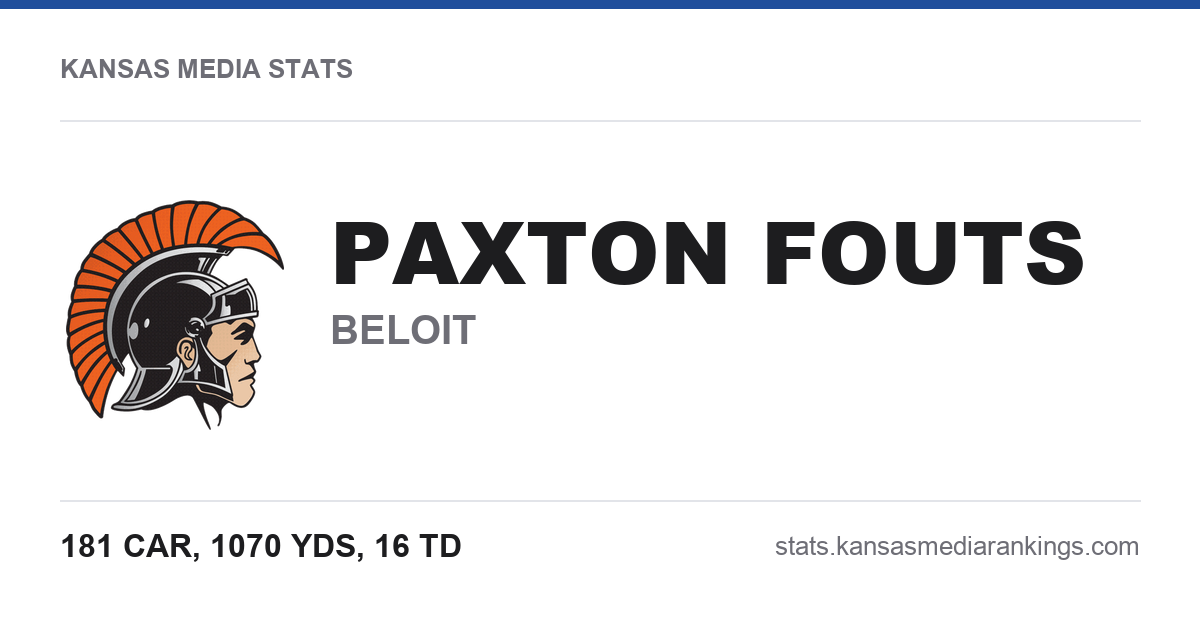 KANSAS MEDIA STATS
PAXTON FOUTS
BELOIT
181 CAR, 1070 YDS, 16 TD
stats.kansasmediarankings.com